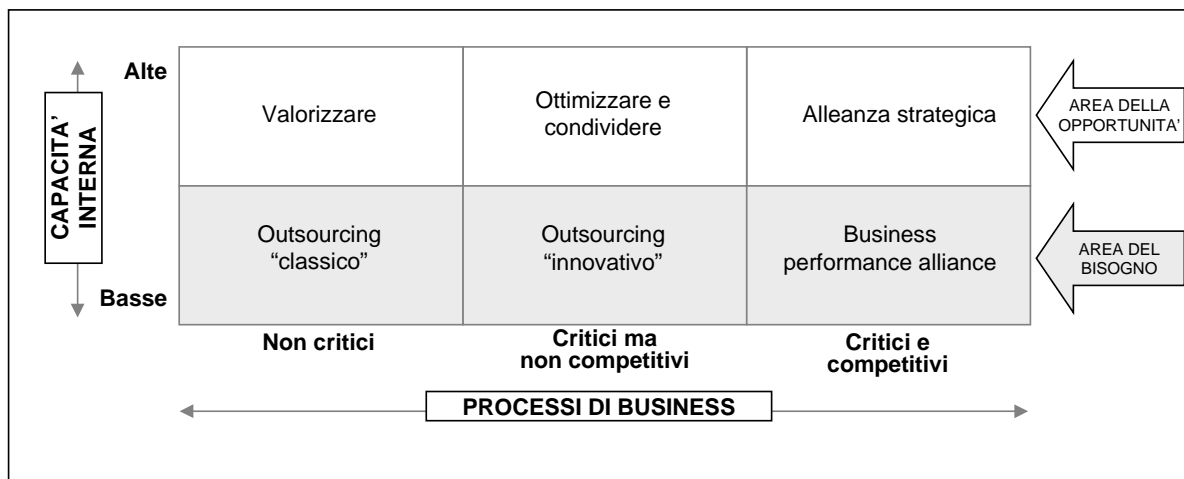 Alte
CAPACITA’
INTERNA
Basse
Valorizzare
Ottimizzare e
condividere
Alleanza strategica
AREA DELLA
OPPORTUNITA’
Outsourcing
“classico”
Outsourcing
“innovativo”
Business
performance alliance
AREA DEL
BISOGNO
Non critici
Critici ma
non competitivi
Critici e
competitivi
PROCESSI DI BUSINESS